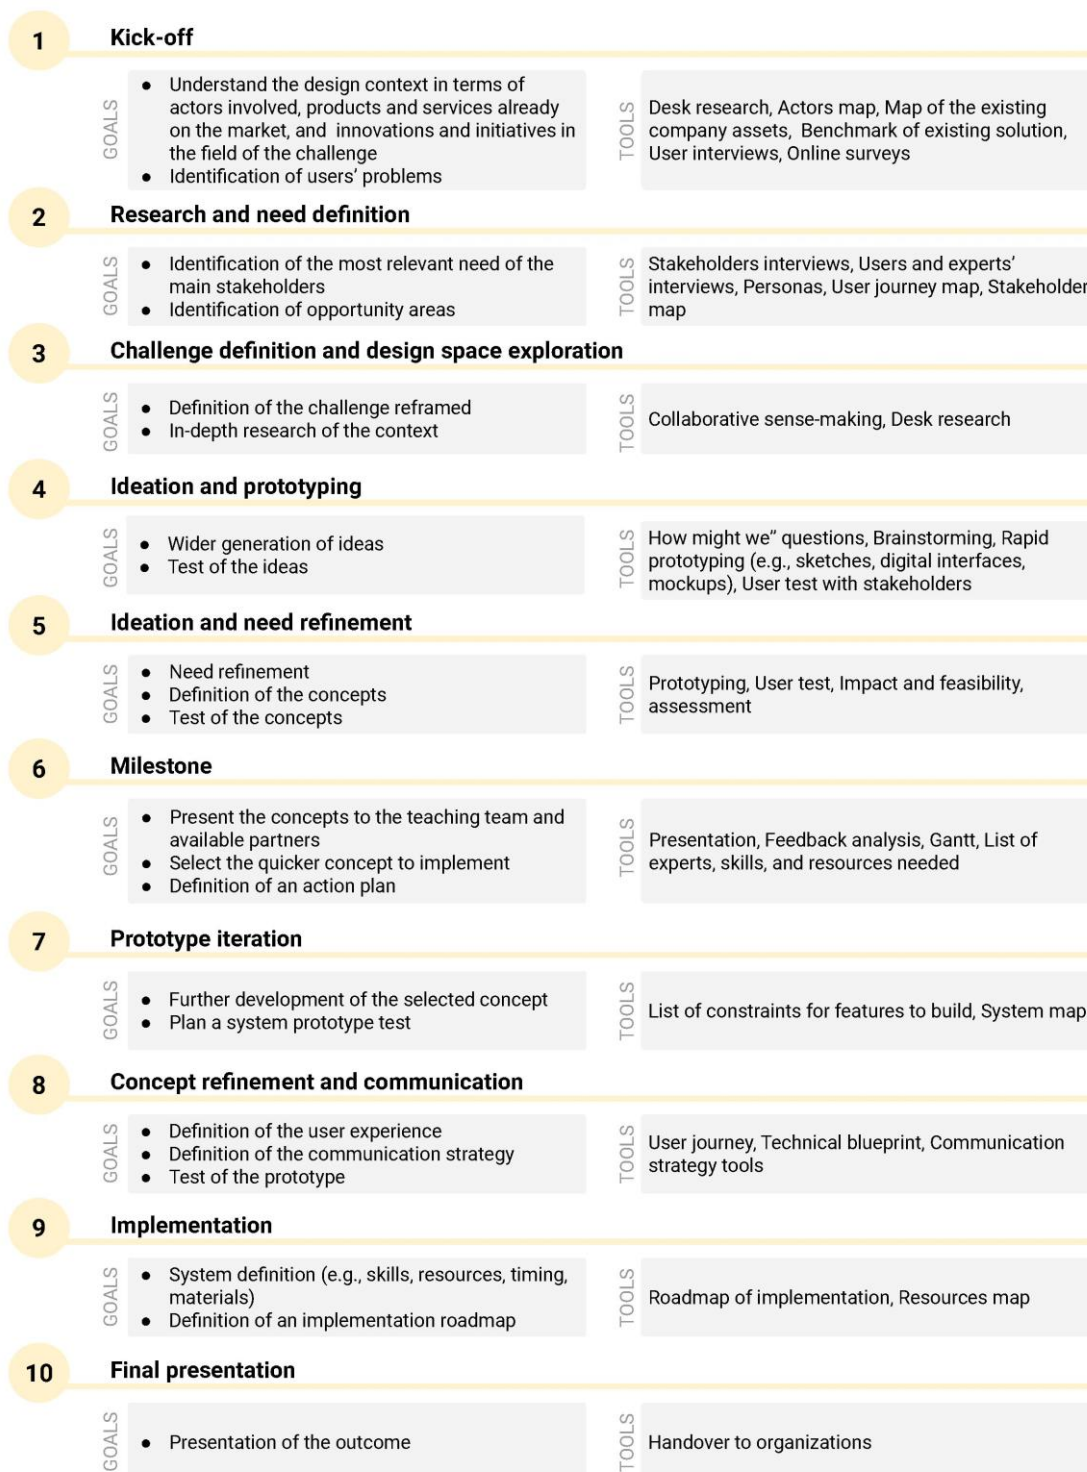 1
Kick-off
GOALS
● Understand the design context in terms of
actors involved, products and services already
on the market, and innovations and initiatives in
the field of the challenge
● Identification of users' problems
TOOLS
Desk research, Actors map, Map of the existing
company assets, Benchmark of existing solution,
User interviews, Online surveys
2
Research and need definition
GOALS
● Identification of the most relevant need of the
main stakeholders
● Identification of opportunity areas
TOOLS
Stakeholders interviews, Users and experts'
interviews, Personas, User journey map, Stakeholder
map
3
Challenge definition and design space exploration
GOALS
● Definition of the challenge reframed
● In-depth research of the context
TOOLS
Collaborative sense-making, Desk research
4
Ideation and prototyping
GOALS
● Wider generation of ideas
● Test of the ideas
TOOLS
How might we” questions, Brainstorming, Rapid
prototyping (e.g., sketches, digital interfaces,
mockups), User test with stakeholders
5
Ideation and need refinement
GOALS
● Need refinement
● Definition of the concepts
● Test of the concepts
TOOLS
Prototyping, User test, Impact and feasibility,
assessment
6
Milestone
GOALS
● Present the concepts to the teaching team and
available partners
● Select the quicker concept to implement
● Definition of an action plan
TOOLS
Presentation, Feedback analysis, Gantt, List of
experts, skills, and resources needed
7
Prototype iteration
GOALS
● Further development of the selected concept
● Plan a system prototype test
TOOLS
List of constraints for features to build, System map
8
Concept refinement and communication
GOALS
● Definition of the user experience
● Definition of the communication strategy
● Test of the prototype
TOOLS
User journey, Technical blueprint, Communication
strategy tools
9
Implementation
GOALS
● System definition (e.g., skills, resources, timing,
materials)
● Definition of an implementation roadmap
TOOLS
Roadmap of implementation, Resources map
10
Final presentation
GOALS
● Presentation of the outcome
TOOLS
Handover to organizations